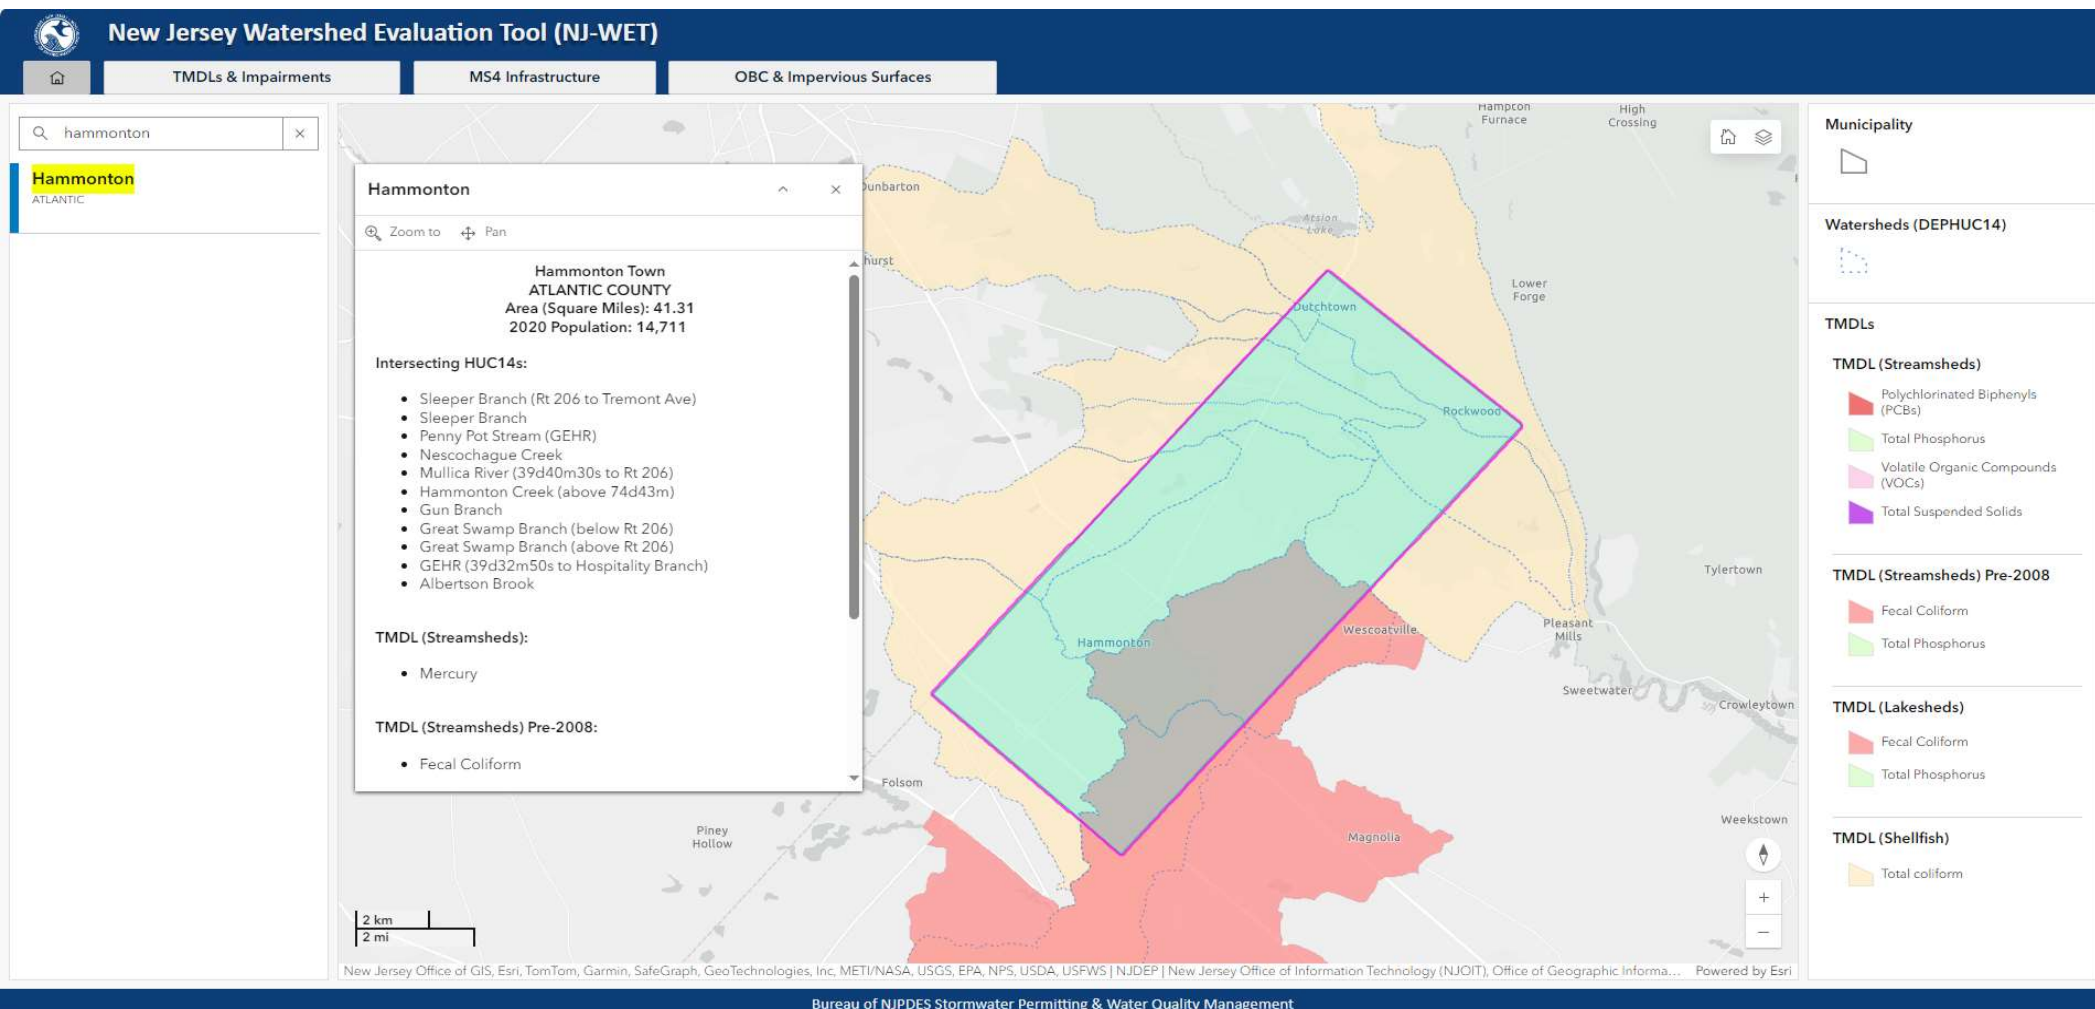 New Jersey Watershed Evaluation Tool (NJ-WET)
TMDLs & Impairments
MS4 Infrastructure
OBC & Impervious Surfaces
hammonton
Hammonton
ATLANTIC
Hammonton
Zoom to Pan
Hammonton Town
ATLANTIC COUNTY
Area (Square Miles): 41.31
2020 Population: 14,711
Intersecting HUC14s:
• Sleeper Branch (Rt 206 to Tremont Ave)
• Sleeper Branch
• Penny Pot Stream (GEHR)
• Nescochague Creek
• Mullica River (39d40m30s to Rt 206)
• Hammonton Creek (above 74d43m)
• Gun Branch
• Great Swamp Branch (below Rt 206)
• Great Swamp Branch (above Rt 206)
• GEHR (39d32m50s to Hospitality Branch)
• Albertson Brook
TMDL (Streamsheds):
• Mercury
TMDL (Streamsheds) Pre-2008:
• Fecal Coliform
Hampton
Furnace
High
Crossing
unbarton
Atsion
Lake
hurst
Lower
Forge
Dutchtown
Rockwood
Tylertown
Wescoatville
Pleasant
Mills
Hammonton
Sweetwater
Crowleytown
Folsom
Piney
Hollow
Magnolia
Weekstown
2 km
2 mi
+
−
New Jersey Office of GIS, Esri, TomTom, Garmin, SafeGraph, GeoTechnologies, Inc, METI/NASA, USGS, EPA, NPS, USDA, USFWS | NJDEP | New Jersey Office of Information Technology (NJOIT), Office of Geographic Informa...
Powered by Esri
Municipality
Watersheds (DEPHUC14)
TMDLs
TMDL (Streamsheds)
Polychlorinated Biphenyls
(PCBs)
Total Phosphorus
Volatile Organic Compounds
(VOCs)
Total Suspended Solids
TMDL (Streamsheds) Pre-2008
Fecal Coliform
Total Phosphorus
TMDL (Lakesheds)
Fecal Coliform
Total Phosphorus
TMDL (Shellfish)
Total coliform
Bureau of NJPDES Stormwater Permitting & Water Quality Management